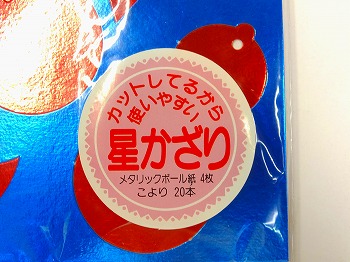 カットしてるから
使いやすい
星かざり
メタリックボール紙 4枚
こより 20本